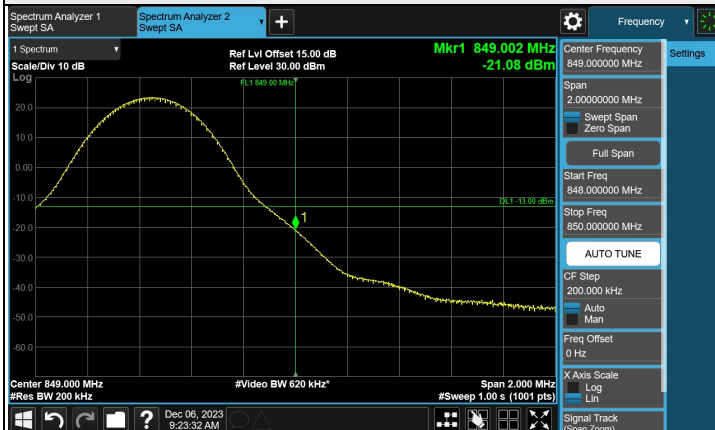 Spectrum Analyzer 1
Swept SA
Spectrum Analyzer 2
Swept SA
Frequency
1 Spectrum
Scale/Div 10 dB
Log
Ref Lvl Offset 15.00 dB
Ref Level 30.00 dBm
Mkr1 849.002 MHz
-21.08 dBm
FL1 849.00 MHz
20.0
10.0
0.00
-10.0
-20.0
-30.0
-40.0
-50.0
-60.0
DL1 -13.00 dBm
1
Center 849.000 MHz
#Res BW 200 kHz
#Video BW 620 kHz*
Span 2.000 MHz
#Sweep 1.00 s (1001 pts)
Center Frequency
849.000000 MHz
Settings
Span
2.00000000 MHz
Swept Span
Zero Span
Full Span
Start Freq
848.000000 MHz
Stop Freq
850.000000 MHz
AUTO TUNE
CF Step
200.000 kHz
Auto
Man
Freq Offset
0 Hz
X Axis Scale
Log
Lin
Signal Track
(Span Zoom)
?
Dec 06, 2023
9:23:32 AM